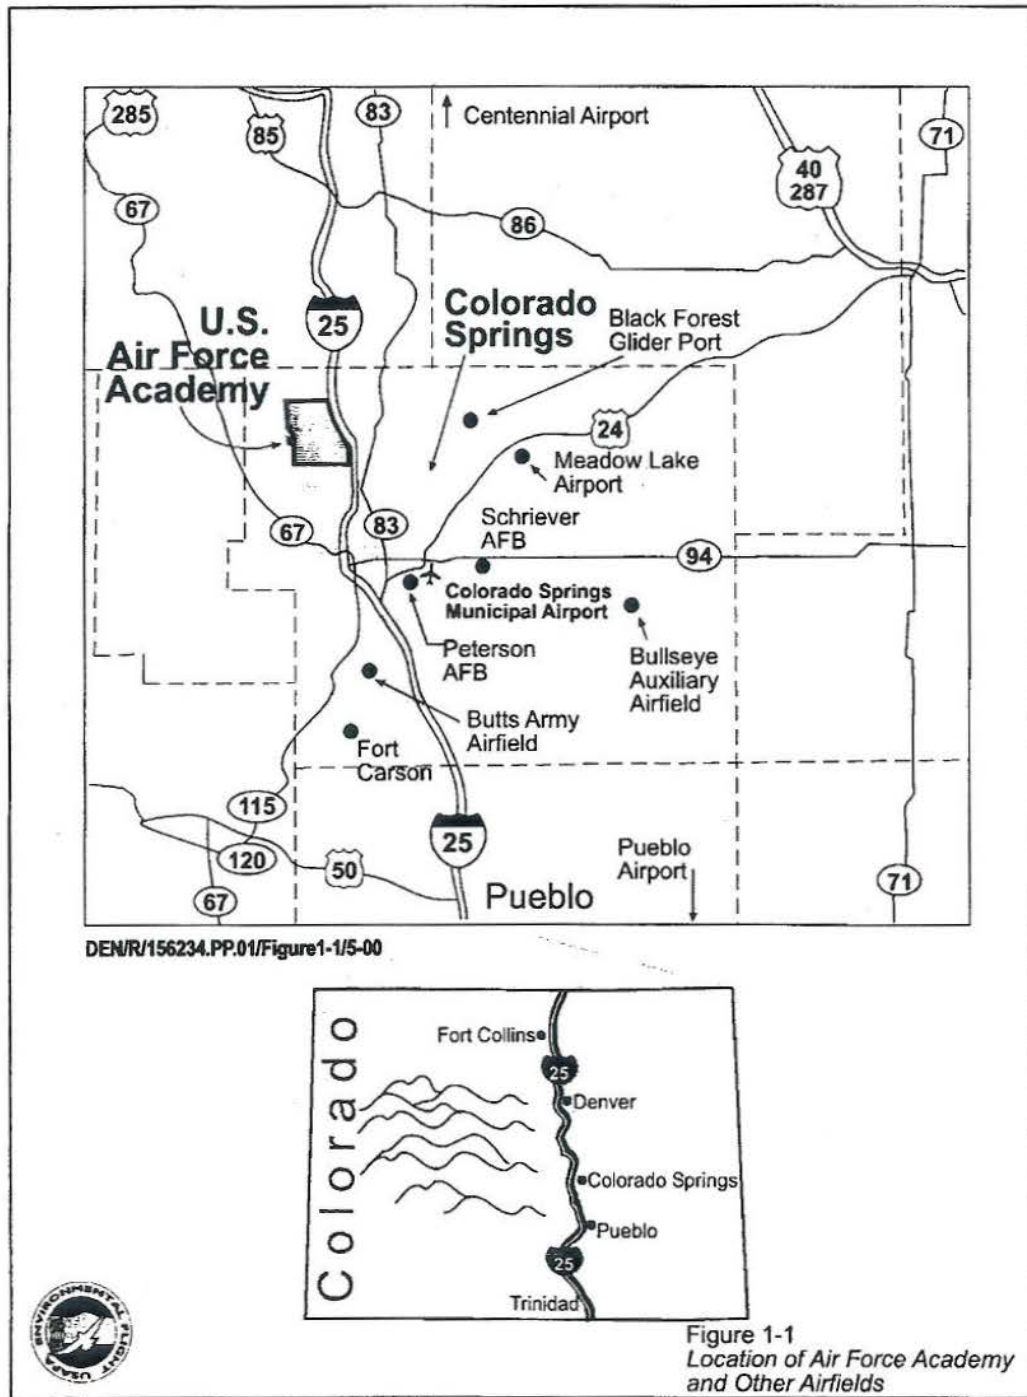 285
85
83
Centennial Airport
71
40
287
67
86
U.S.
Air Force
Academy
25
Colorado
Springs
Black Forest
Glider Port
24
Meadow Lake
Airport
67
83
Schriever
AFB
94
Colorado Springs
Municipal Airport
Peterson
AFB
Bullseye
Auxiliary
Airfield
Butts Army
Airfield
Fort
Carson
115
120
50
67
25
Pueblo
Pueblo
Airport
71
DEN/R/156234.PP.01/Figure1-1/5-00
Colorado
Fort Collins
25
Denver
Colorado Springs
Pueblo
25
Trinidad
ENVIRONMENTAL FLIGHT
USAFA
Figure 1-1
Location of Air Force Academy
and Other Airfields